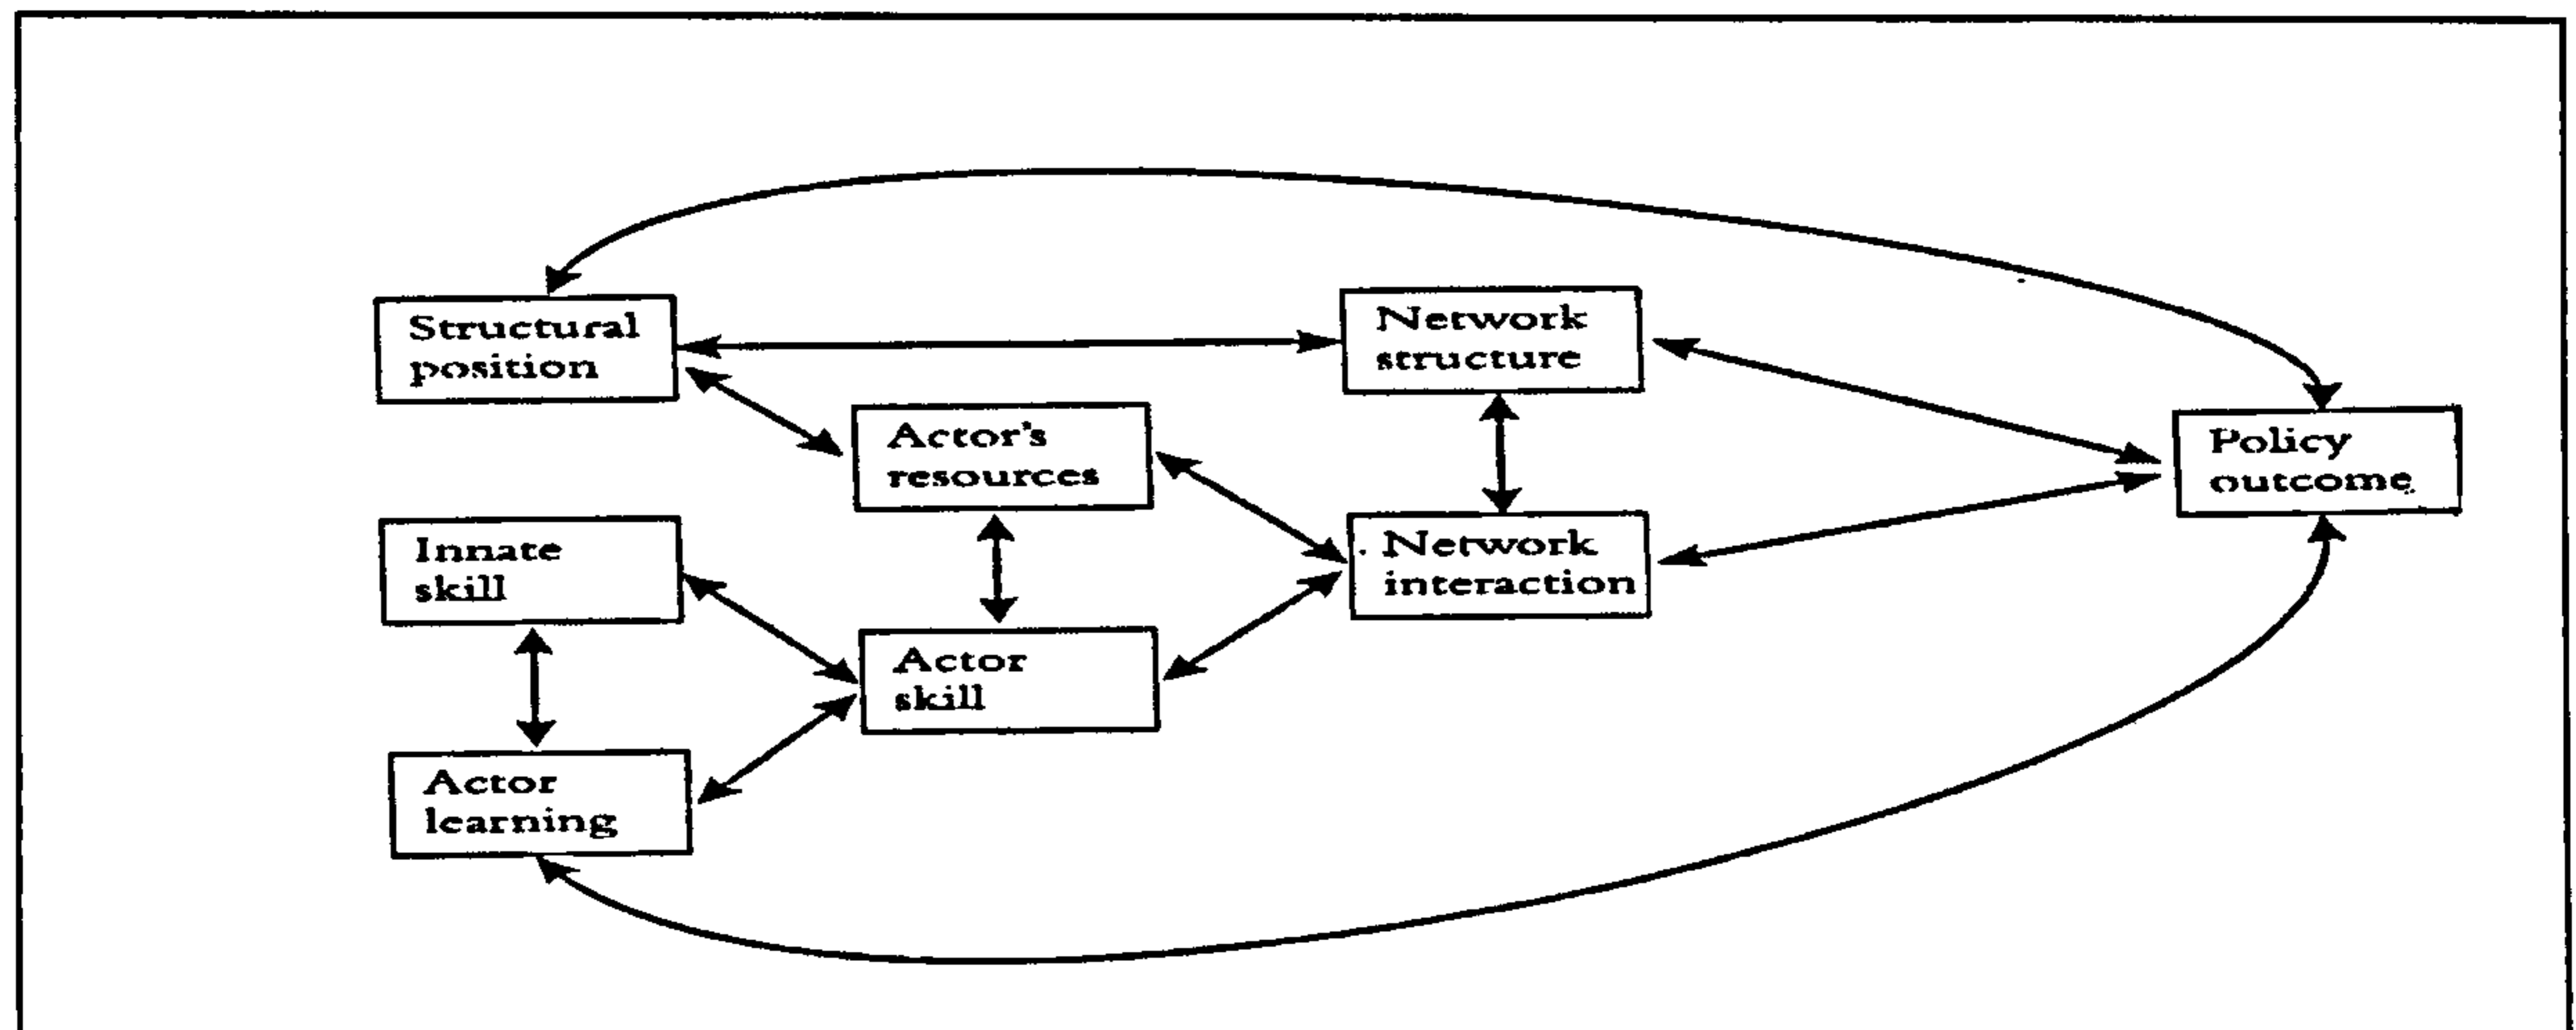 Structural
position
Network
structure
Actor's
resources
Policy
outcome
Innate
skill
Network
interaction
Actor
skill
Actor
learning